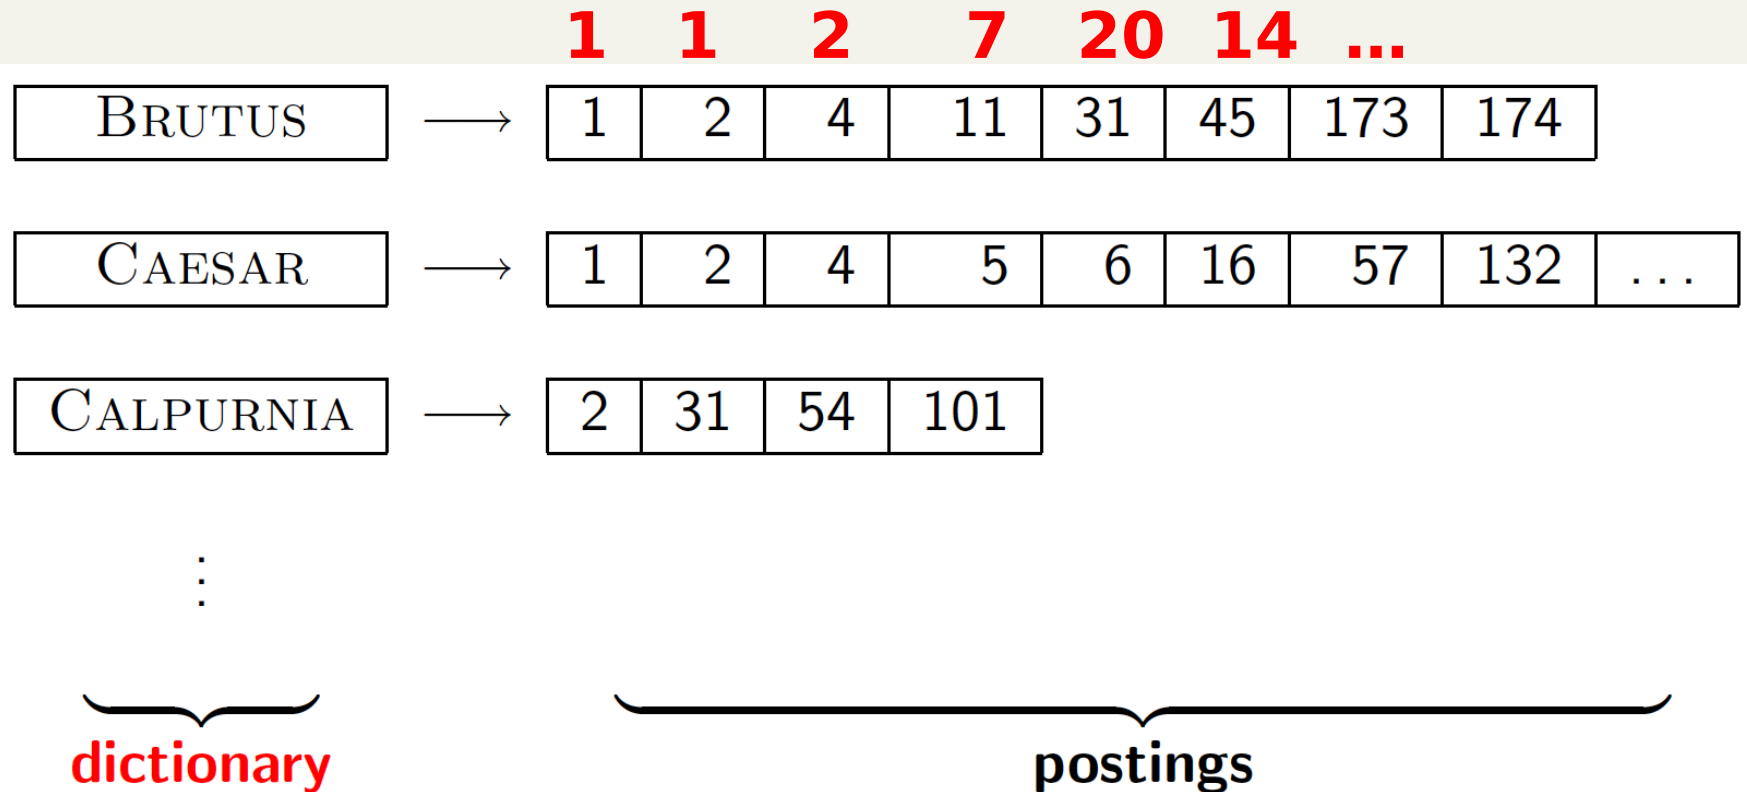 1 1 2 7 20 14 ...
BRUTUS → 1 2 4 11 31 45 173 174
CAESAR → 1 2 4 5 6 16 57 132 ...
CALPURNIA → 2 31 54 101
⋮
dictionary postings